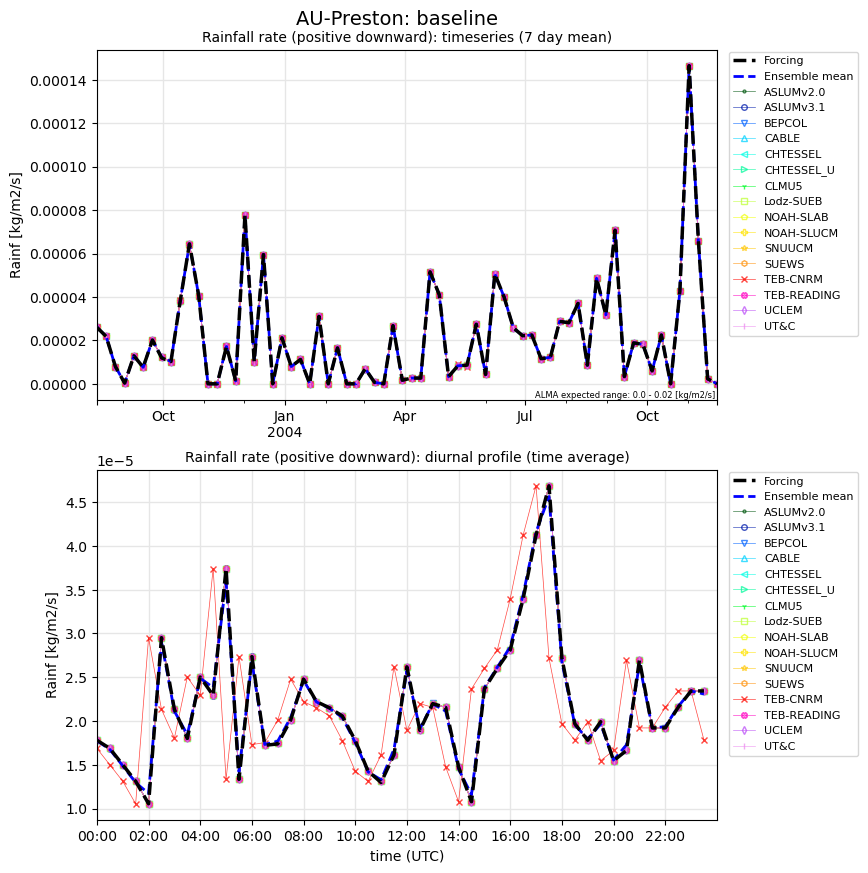 AU-Preston: baseline
Rainfall rate (positive downward): timeseries (7 day mean)
Rainf [kg/m2/s]
0.00014
0.00012
0.00010
0.00008
0.00006
0.00004
0.00002
0.00000
ALMA expected range: 0.0 - 0.02 [kg/m2/s]
Oct
Jan
2004
Apr
Jul
Oct
Forcing
Ensemble mean
ASLUMv2.0
ASLUMv3.1
BEPCOL
CABLE
CHTESSEL
CHTESSEL_U
CLMU5
Lodz-SUEB
NOAH-SLAB
NOAH-SLUCM
SNUUCM
SUEWS
TEB-CNRM
TEB-READING
UCLEM
UT&C
Rainfall rate (positive downward): diurnal profile (time average)
1e−5
Rainf [kg/m2/s]
4.5
4.0
3.5
3.0
2.5
2.0
1.5
1.0
00:00
02:00
04:00
06:00
08:00
10:00
12:00
14:00
16:00
18:00
20:00
22:00
time (UTC)
Forcing
Ensemble mean
ASLUMv2.0
ASLUMv3.1
BEPCOL
CABLE
CHTESSEL
CHTESSEL_U
CLMU5
Lodz-SUEB
NOAH-SLAB
NOAH-SLUCM
SNUUCM
SUEWS
TEB-CNRM
TEB-READING
UCLEM
UT&C